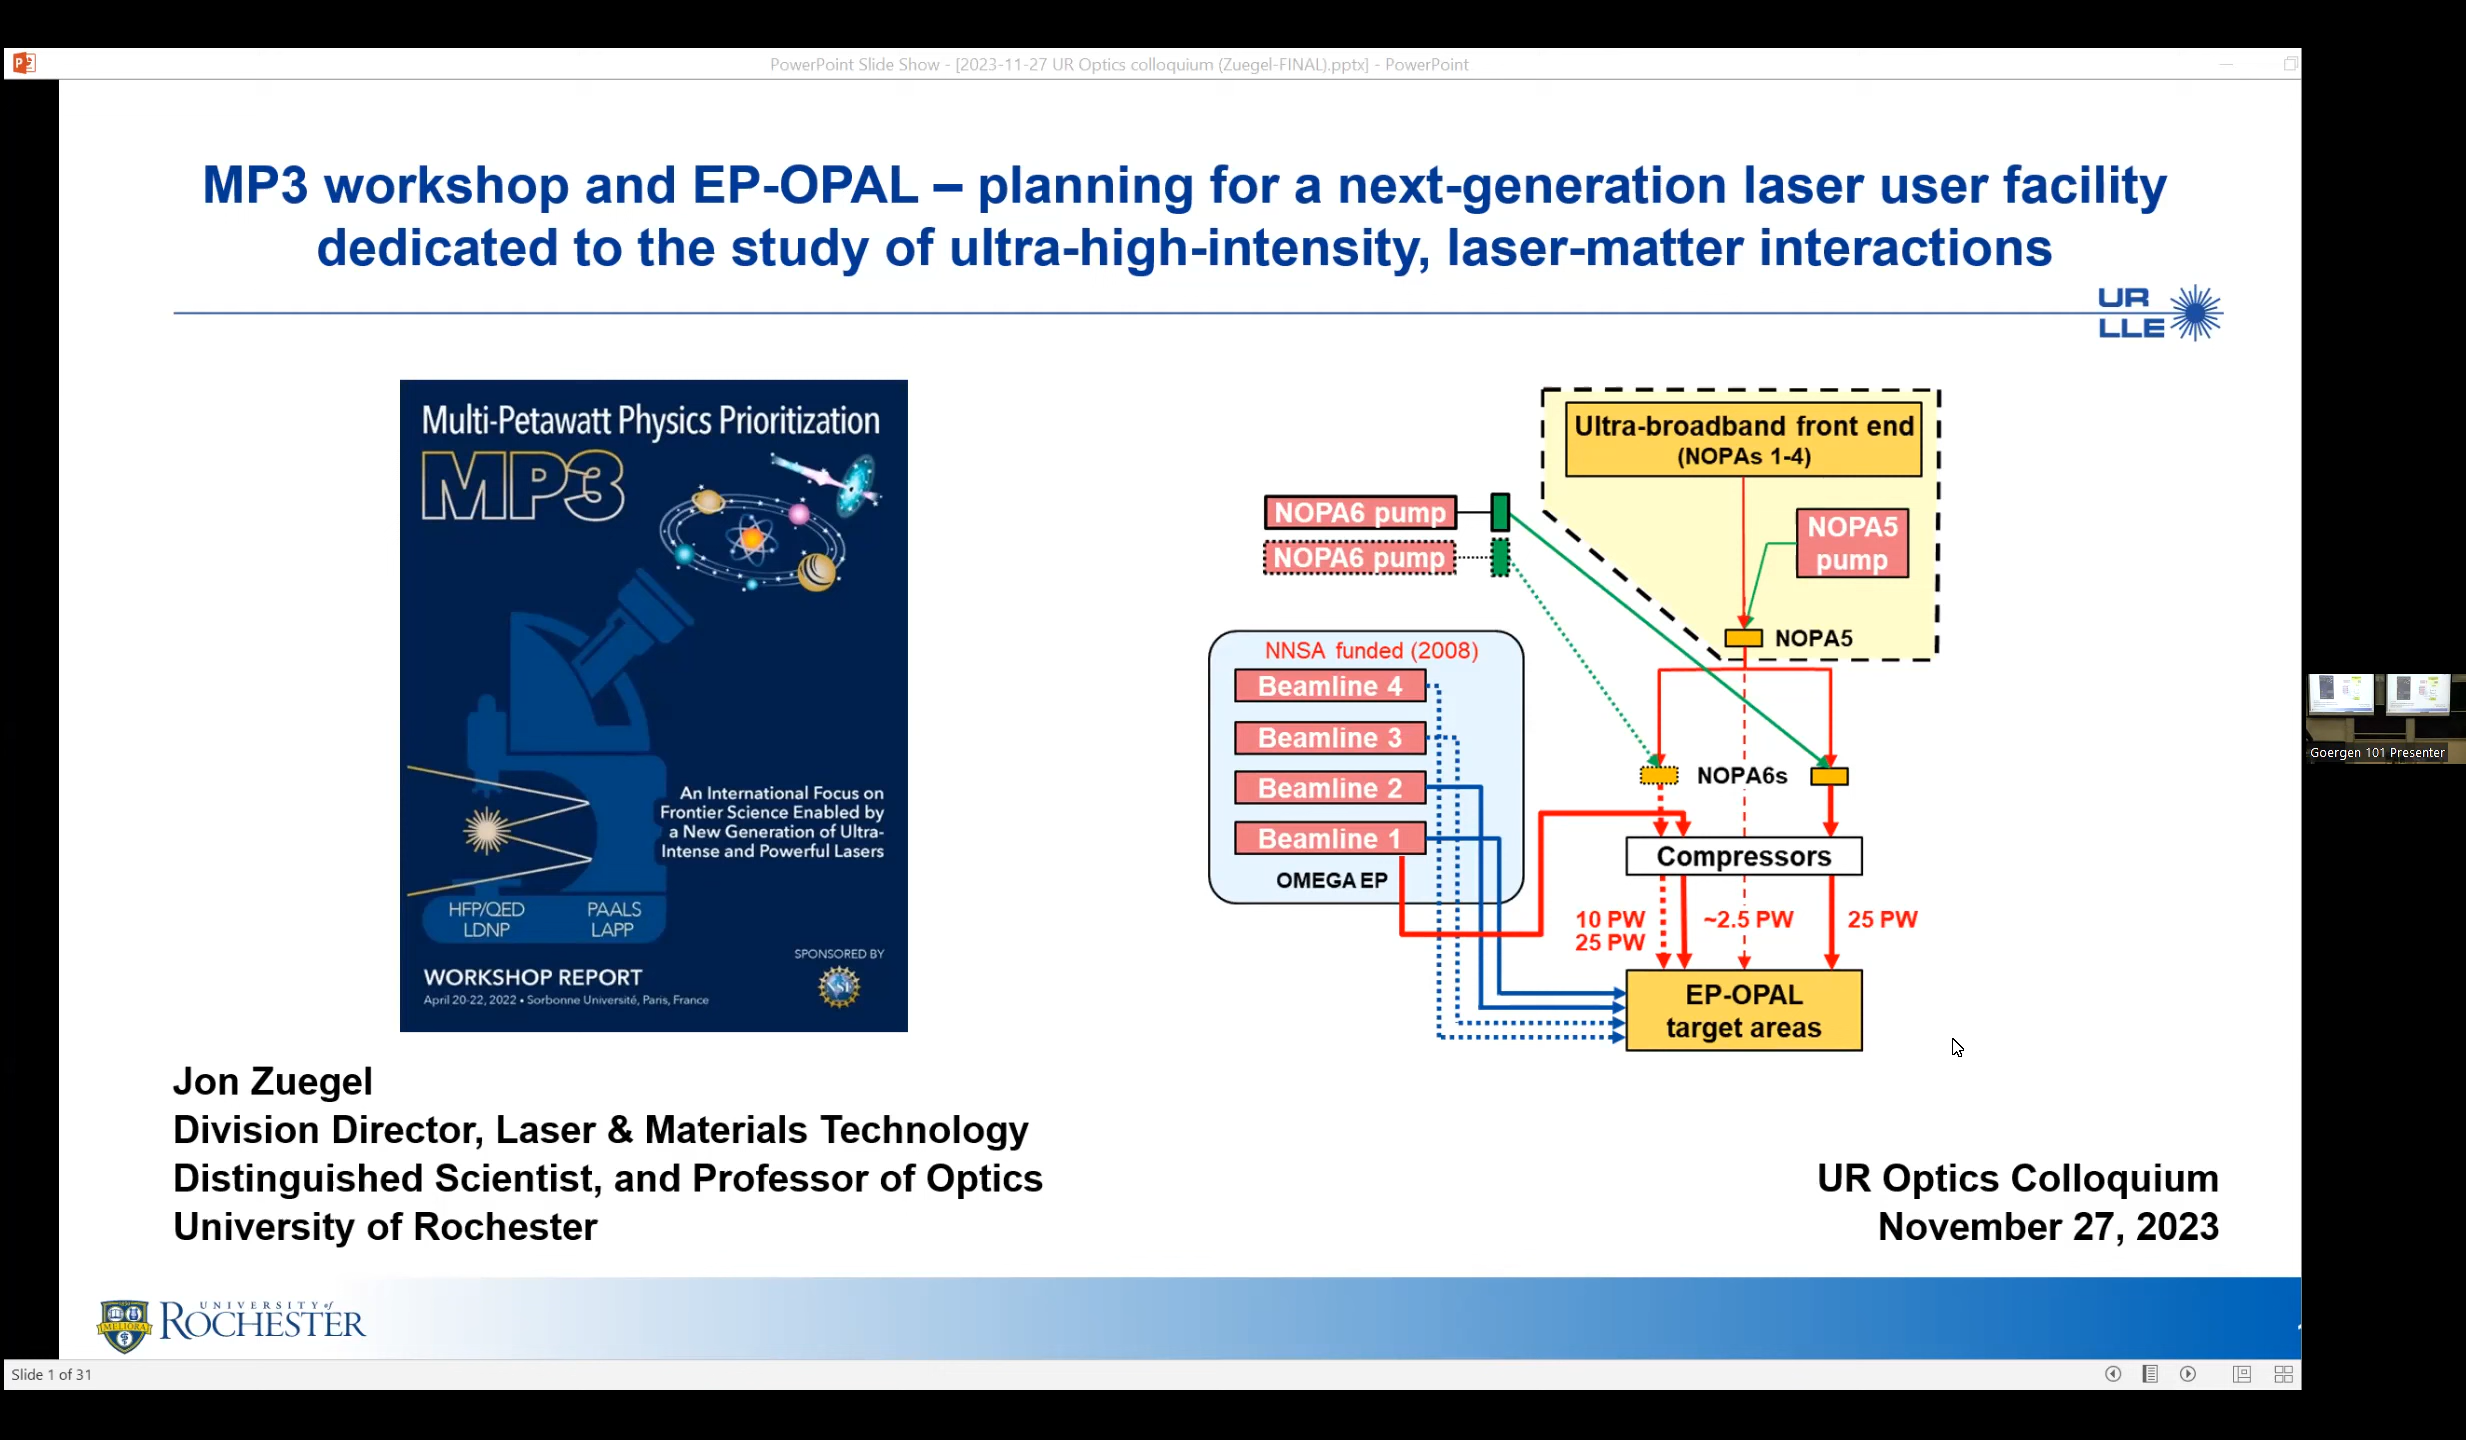 PowerPoint Slide Show - [2023-11-27 UR Optics colloquium (Zuegel-FINAL).pptx] - PowerPoint
MP3 workshop and EP-OPAL – planning for a next-generation laser user facility
dedicated to the study of ultra-high-intensity, laser-matter interactions
UR
LLE
Multi-Petawatt Physics Prioritization
MP3
An International Focus on
Frontier Science Enabled by
a New Generation of Ultra-
Intense and Powerful Lasers
HFP/QED PAALS
LDNP LAPP
SPONSORED BY
NSF
WORKSHOP REPORT
April 20-22, 2022 • Sorbonne Université, Paris, France
Ultra-broadband front end
(NOPAs 1-4)
NOPA6 pump
NOPA6 pump
NOPA5
pump
NOPA5
NNSA funded (2008)
Beamline 4
Beamline 3
Beamline 2
Beamline 1
OMEGA EP
NOPA6s
Compressors
10 PW
25 PW
~2.5 PW
25 PW
EP-OPAL
target areas
Goergen 101 Presenter
Jon Zuegel
Division Director, Laser & Materials Technology
Distinguished Scientist, and Professor of Optics
University of Rochester
UR Optics Colloquium
November 27, 2023
MELIORA
UNIVERSITY of
ROCHESTER
Slide 1 of 31